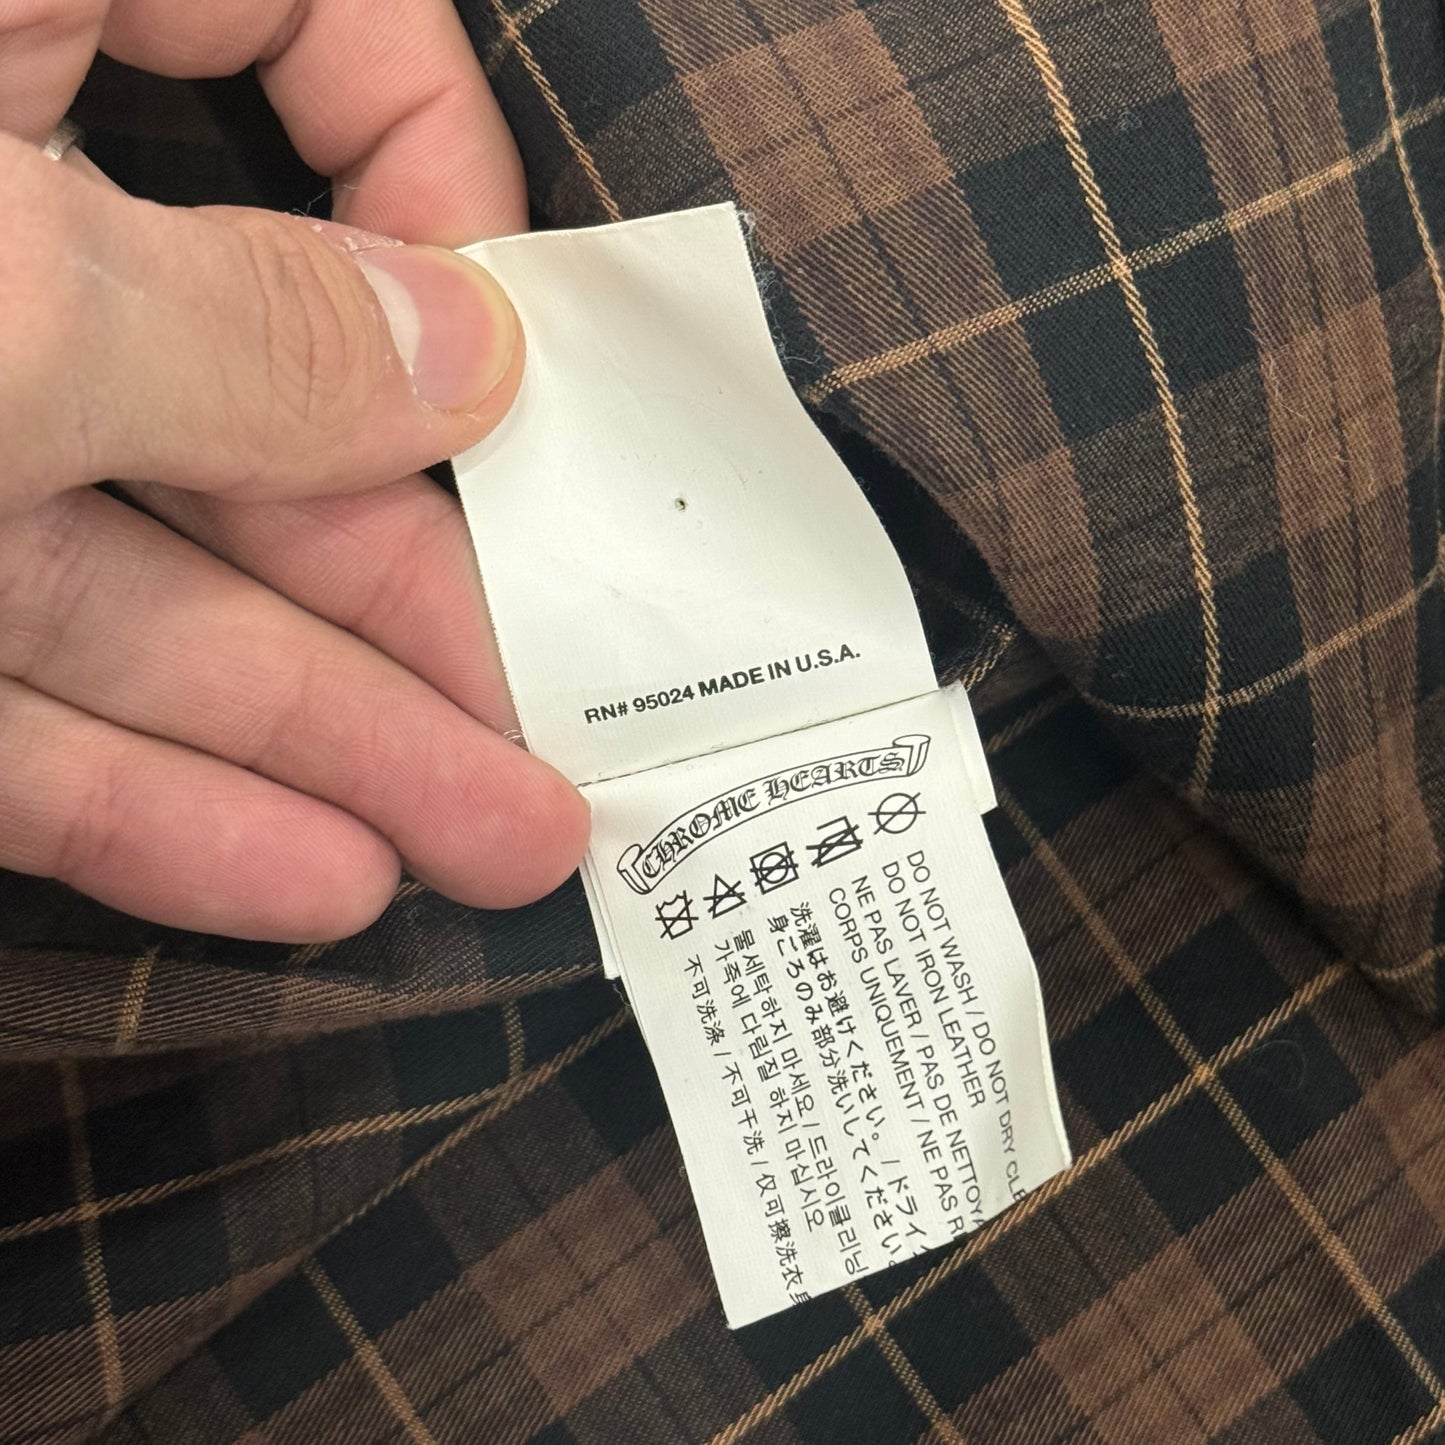 RN# 95024 MADE IN U.S.A.
CHROME HEARTS
DO NOT WASH / DO NOT DRY
DO NOT IRON LEATHER
NE PAS LAVER / PAS DE
CORPS UNIQUEMENT / NE PAS
洗濯はお避けください。/ ドライ
身ごろのみ部分洗いしてください。
물세탁하지 마세요 / 드라이클리닝
가죽에 다림질 하지 마십시오
不可洗涤 / 不可干洗 / 仅可擦洗衣身